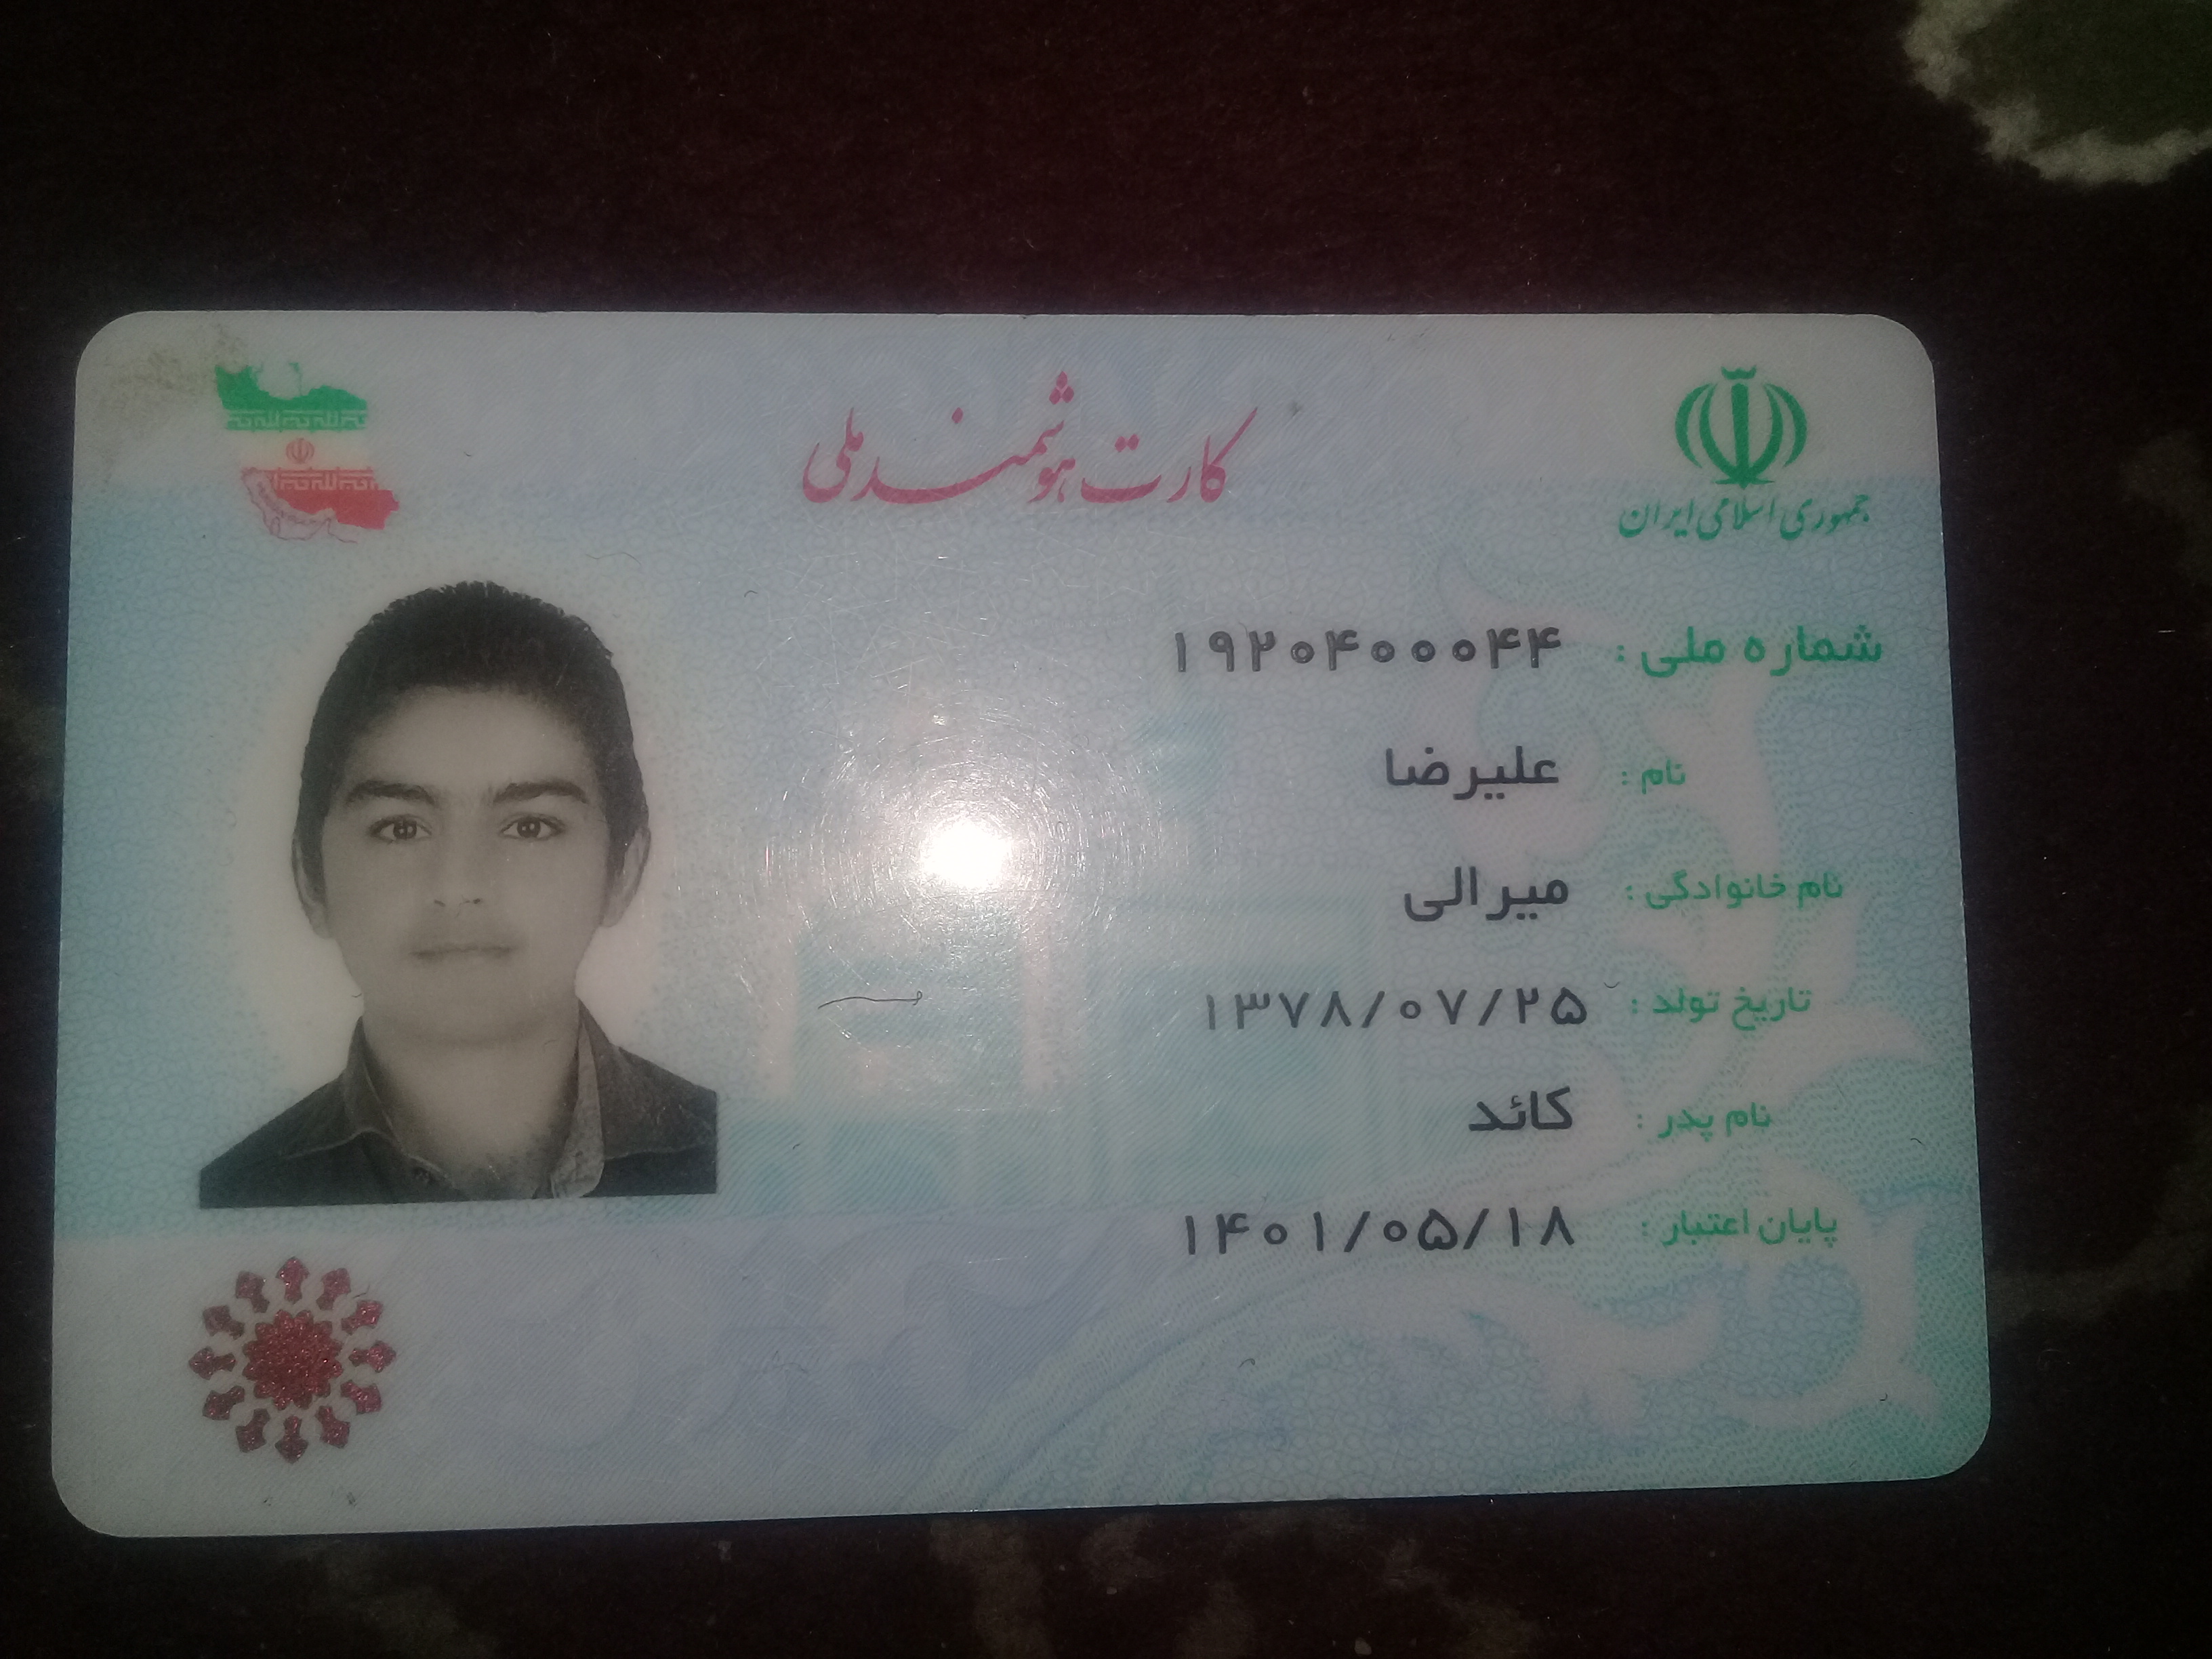 جمهوری اسلامی ایران
کارت هوشمند ملی
شماره ملی : ۱۹۲۰۴۰۰۰۴۴
نام : علیرضا
نام خانوادگی : میرالی
تاریخ تولد : ۱۳۷۸/۰۷/۲۵
نام پدر : کائد
پایان اعتبار : ۱۴۰۱/۰۵/۱۸